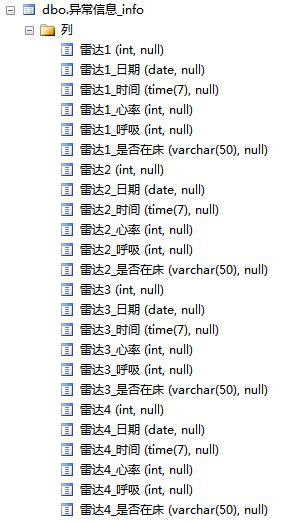 dbo.异常信息_info
列
雷达1 (int, null)
雷达1_日期 (date, null)
雷达1_时间 (time(7), null)
雷达1_心率 (int, null)
雷达1_呼吸 (int, null)
雷达1_是否在床 (varchar(50), null)
雷达2 (int, null)
雷达2_日期 (date, null)
雷达2_时间 (time(7), null)
雷达2_心率 (int, null)
雷达2_呼吸 (int, null)
雷达2_是否在床 (varchar(50), null)
雷达3 (int, null)
雷达3_日期 (date, null)
雷达3_时间 (time(7), null)
雷达3_心率 (int, null)
雷达3_呼吸 (int, null)
雷达3_是否在床 (varchar(50), null)
雷达4 (int, null)
雷达4_日期 (date, null)
雷达4_时间 (time(7), null)
雷达4_心率 (int, null)
雷达4_呼吸 (int, null)
雷达4_是否在床 (varchar(50), null)